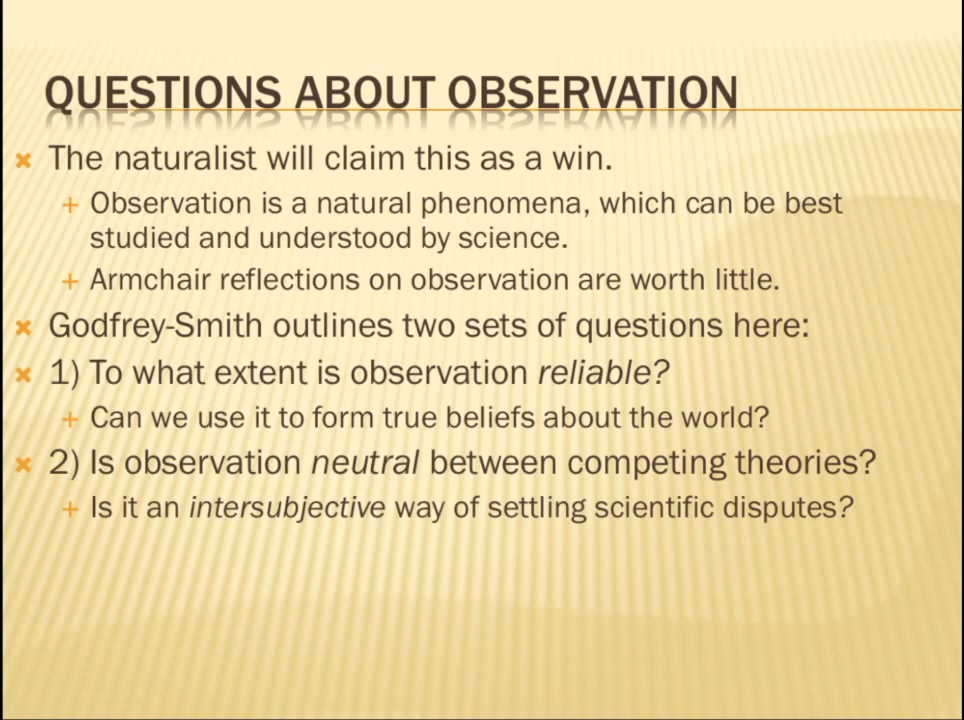 QUESTIONS ABOUT OBSERVATION
The naturalist will claim this as a win.
Observation is a natural phenomena, which can be best
studied and understood by science.
Armchair reflections on observation are worth little.
Godfrey-Smith outlines two sets of questions here:
1) To what extent is observation reliable?
Can we use it to form true beliefs about the world?
2) Is observation neutral between competing theories?
Is it an intersubjective way of settling scientific disputes?